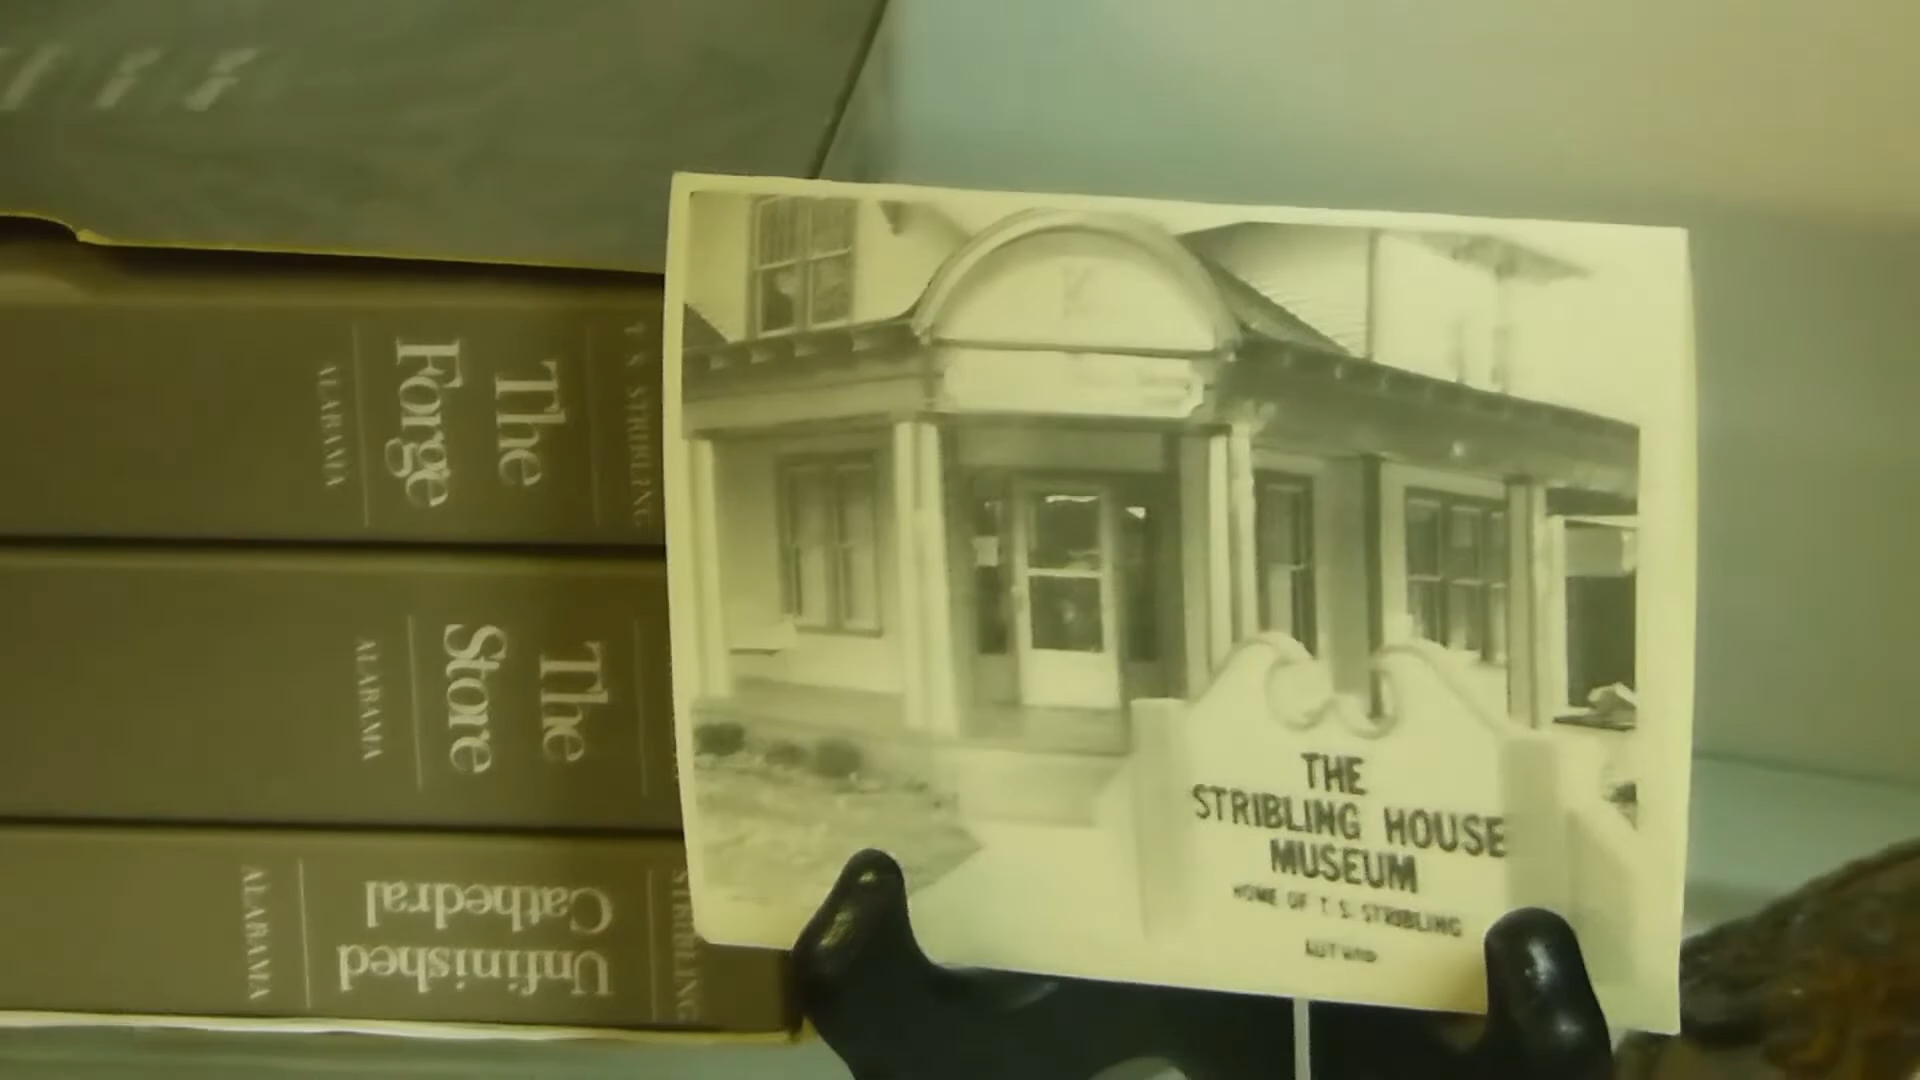 T. S. STRIBLING
The
Forge
ALABAMA
The
Store
ALABAMA
STRIBLING
Unfinished
Cathedral
ALABAMA
THE
STRIBLING HOUSE
MUSEUM
HOME OF T. S. STRIBLING